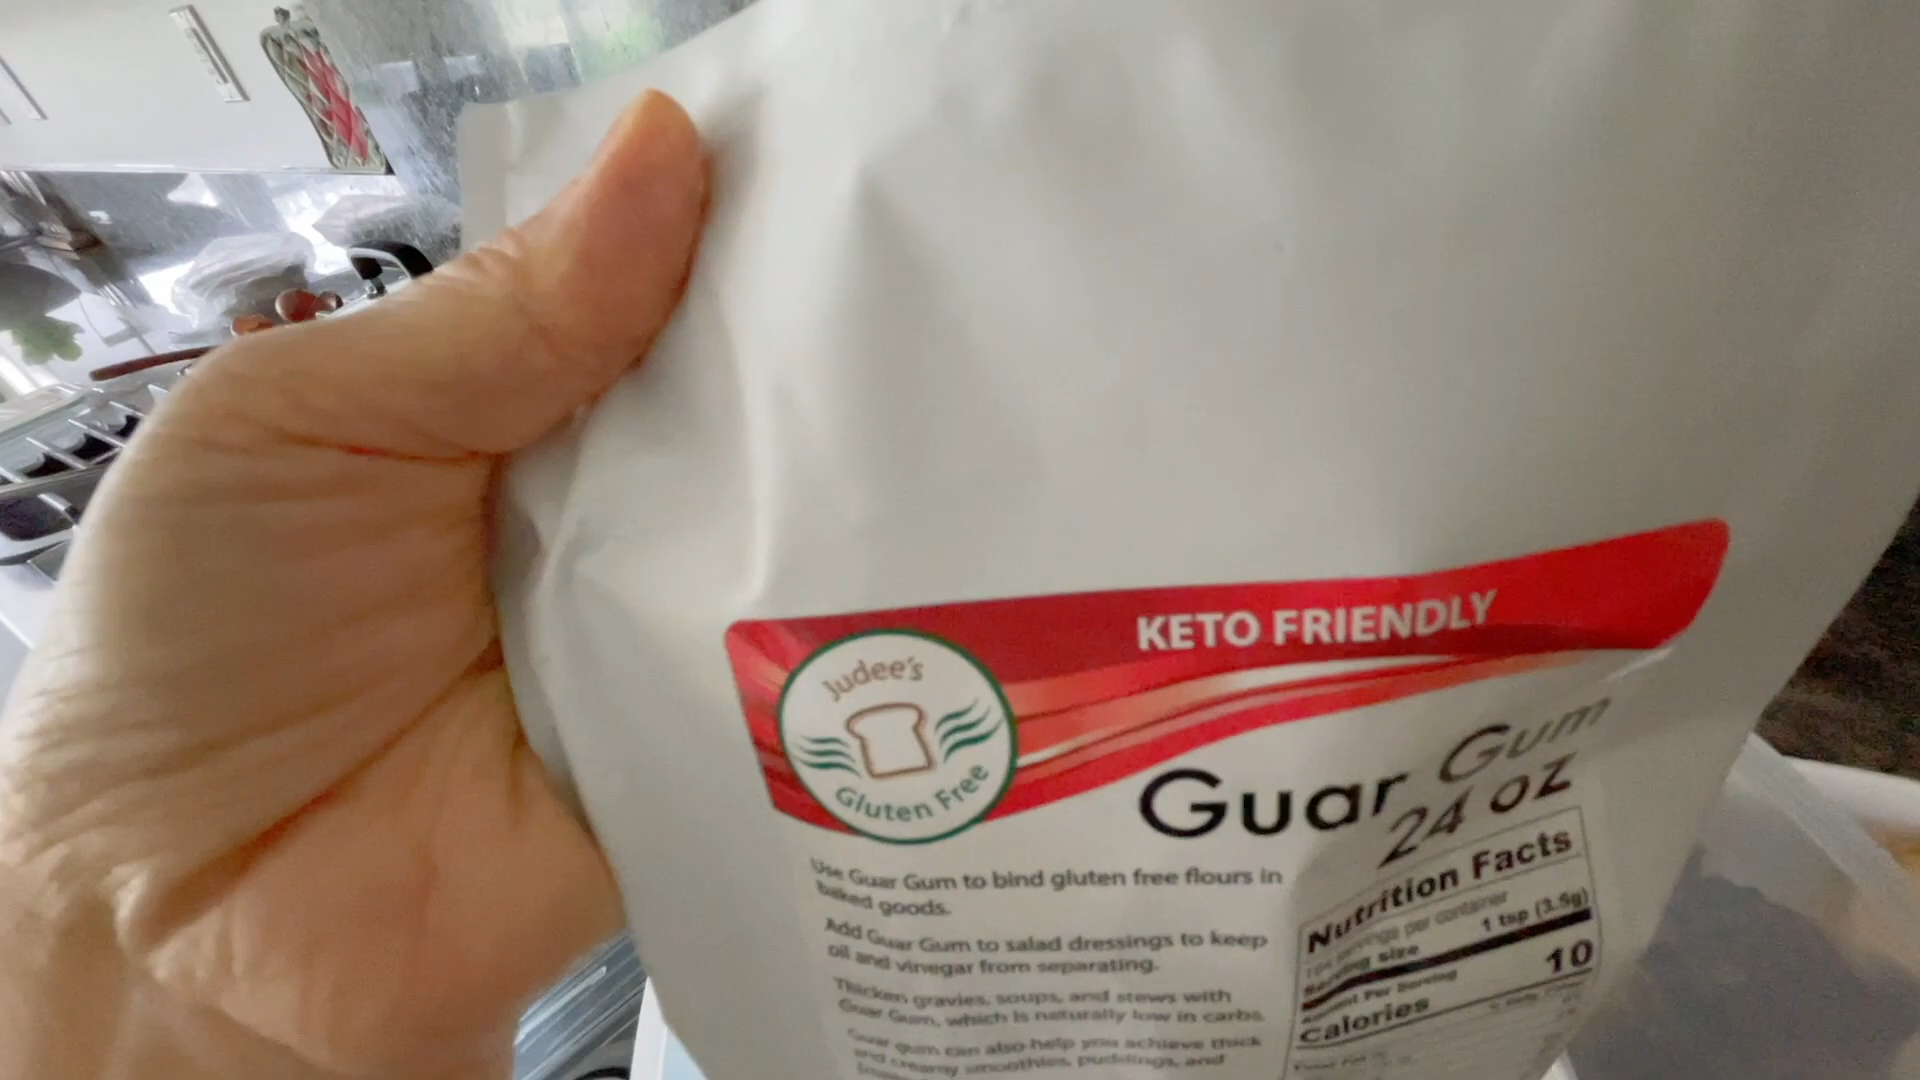 KETO FRIENDLY
Judee's
Gluten Free
Guar Gum
24 oz
Use Guar Gum to bind gluten free flours in
baked goods.
Add Guar Gum to salad dressings to keep
oil and vinegar from separating.
Thicken gravies, soups, and stews with
Guar Gum, which is naturally low in carbs.
Guar gum can also help you achieve thick
and creamy smoothies, puddings, and
Nutrition Facts
servings per container
Serving size 1 tsp (3.5g)
Amount Per Serving
Calories 10